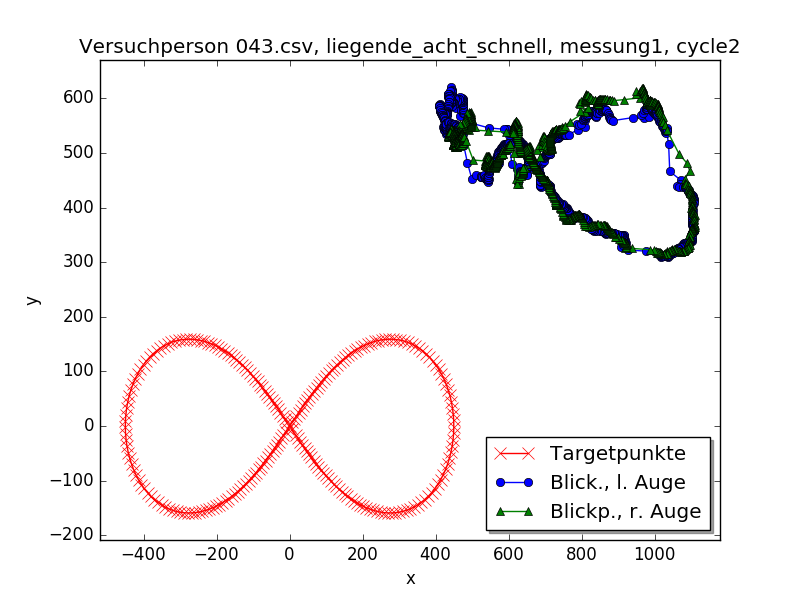 Versuchperson 043.csv, liegende_acht_schnell, messung1, cycle2
600
500
400
300
200
100
0
−100
−200
y
−400
−200
0
200
400
600
800
1000
x
Targetpunkte
Blick., l. Auge
Blickp., r. Auge